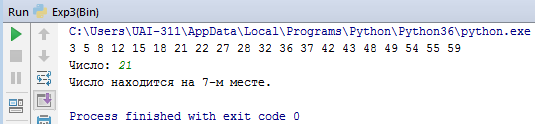 Run Exp3(Bin)
C:\Users\UAI-311\AppData\Local\Programs\Python\Python36\python.exe
3 5 8 12 15 18 21 22 27 28 32 36 37 42 43 48 49 54 55 59
Число: 21
Число находится на 7-м месте.
Process finished with exit code 0